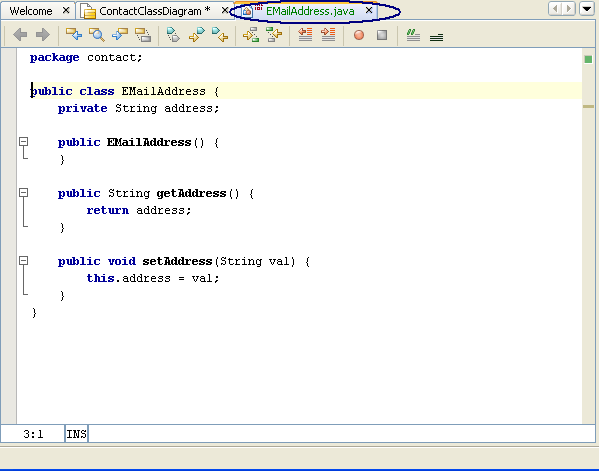 Welcome ContactClassDiagram * EMailAddress.java
package contact;
public class EMailAddress {
private String address;
public EMailAddress() {
}
public String getAddress() {
return address;
}
public void setAddress(String val) {
this.address = val;
}
}
3:1 INS